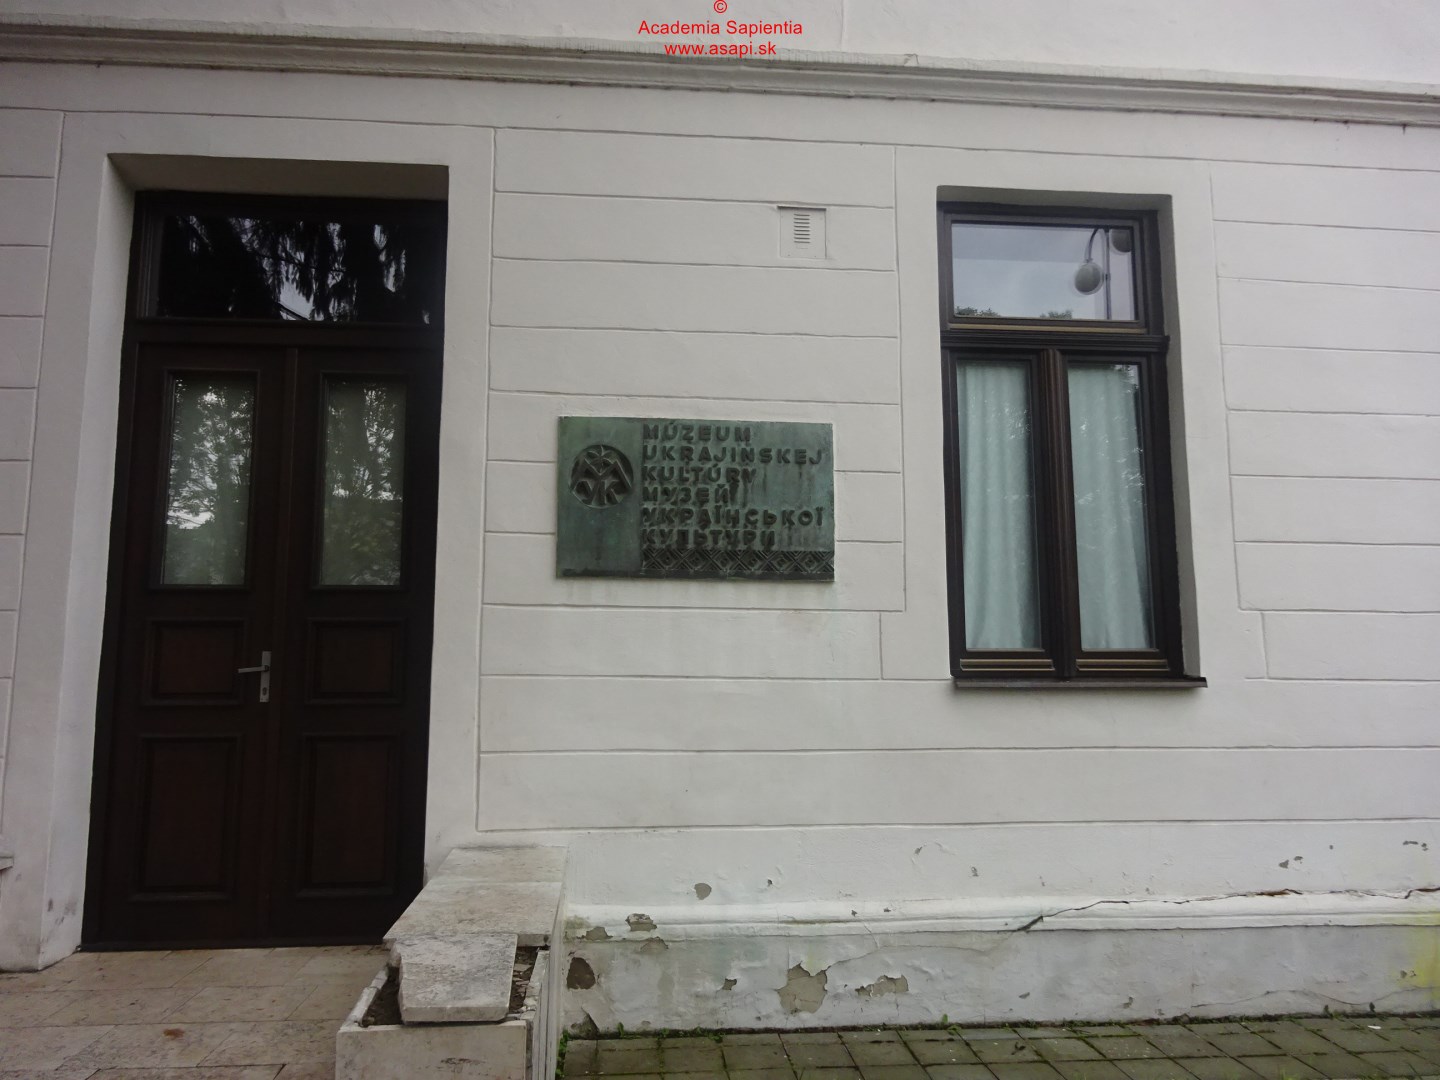 ©
Academia Sapientia
www.asapi.sk
MÚZEUM
UKRAJINSKEJ
KULTÚRY
МУЗЕЙ
УКРАЇНСЬКОЇ
КУЛЬТУРИ